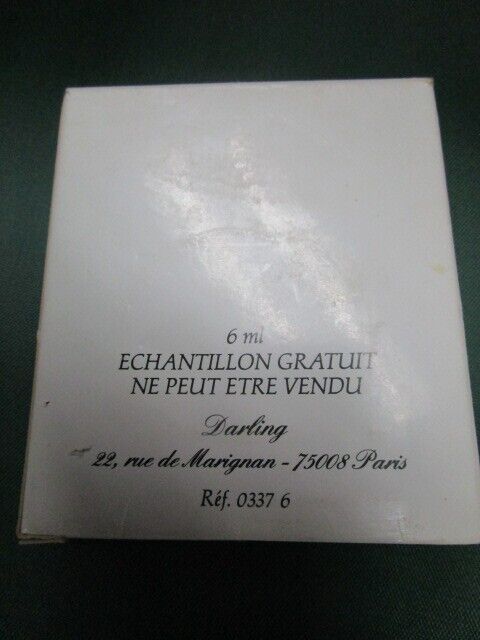 6 ml
ECHANTILLON GRATUIT
NE PEUT ETRE VENDU
Darling
22, rue de Marignan - 75008 Paris
Réf. 0337 6